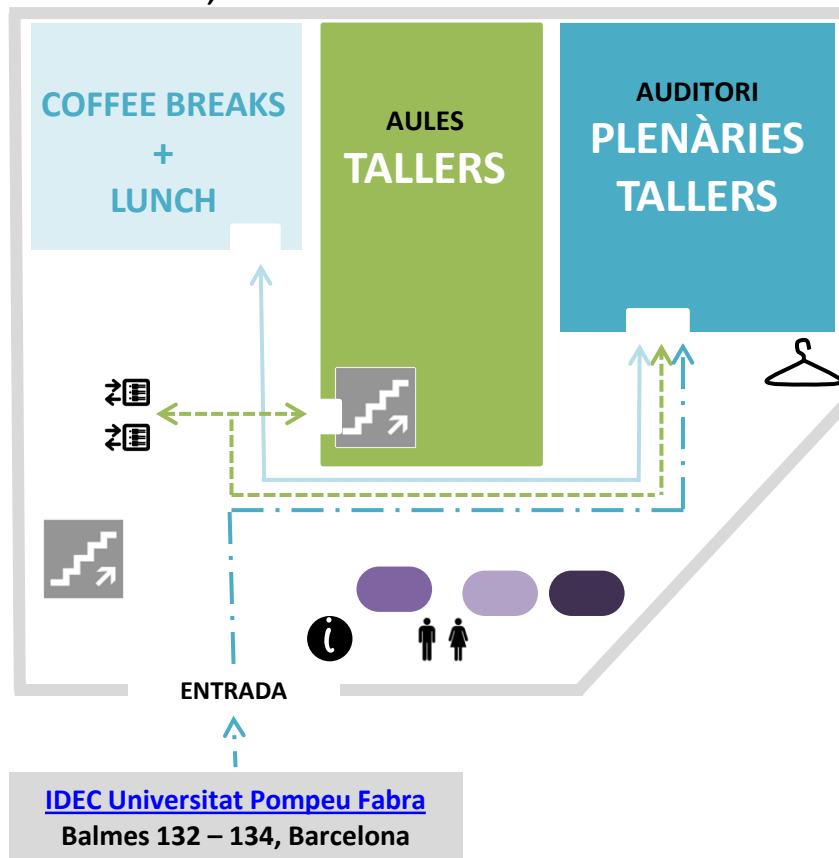 COFFEE BREAKS
+
LUNCH
AULES
TALLERS
AUDITORI
PLENÀRIES
TALLERS
ENTRADA
IDEC Universitat Pompeu Fabra
Balmes 132 – 134, Barcelona